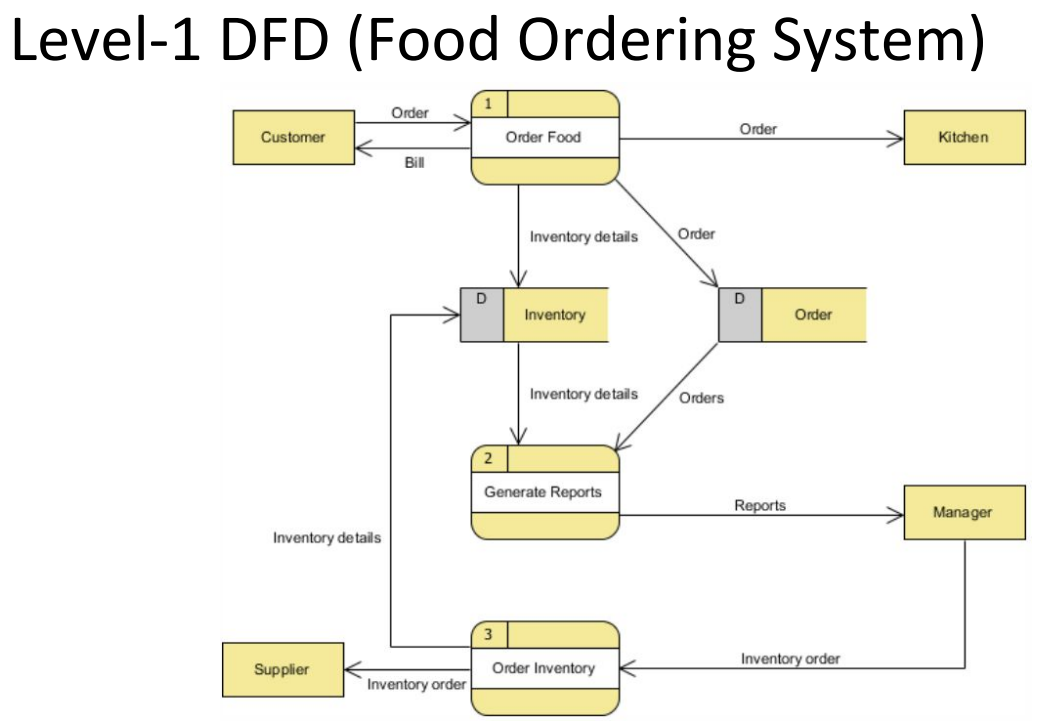 Level-1 DFD (Food Ordering System)
Customer
Order
Bill
1
Order Food
Order
Kitchen
Inventory details
Order
D
Inventory
D
Order
Inventory details
Orders
2
Generate Reports
Reports
Manager
Inventory details
3
Order Inventory
Inventory order
Supplier
Inventory order